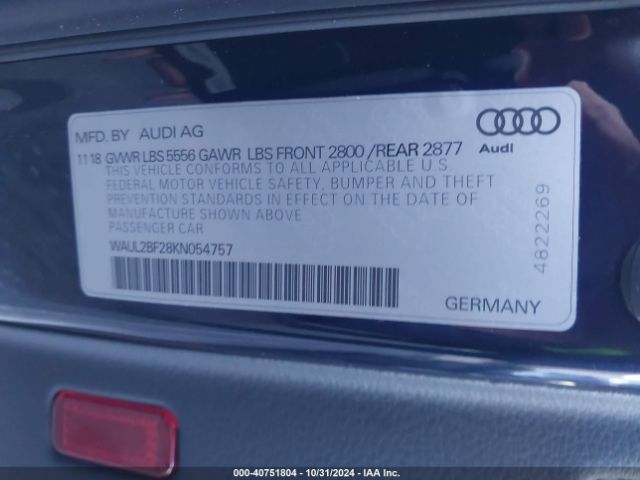 MFD. BY AUDI AG
11 18 GVWR LBS 5556 GAWR LBS FRONT 2800 /REAR 2877
Audi
THIS VEHICLE CONFORMS TO ALL APPLICABLE U.S.
FEDERAL MOTOR VEHICLE SAFETY, BUMPER AND THEFT
PREVENTION STANDARDS IN EFFECT ON THE DATE OF
MANUFACTURE SHOWN ABOVE
PASSENGER CAR
WAUL2BF28KN054757
4822269
GERMANY
000-40751804 - 10/31/2024 - IAA Inc.